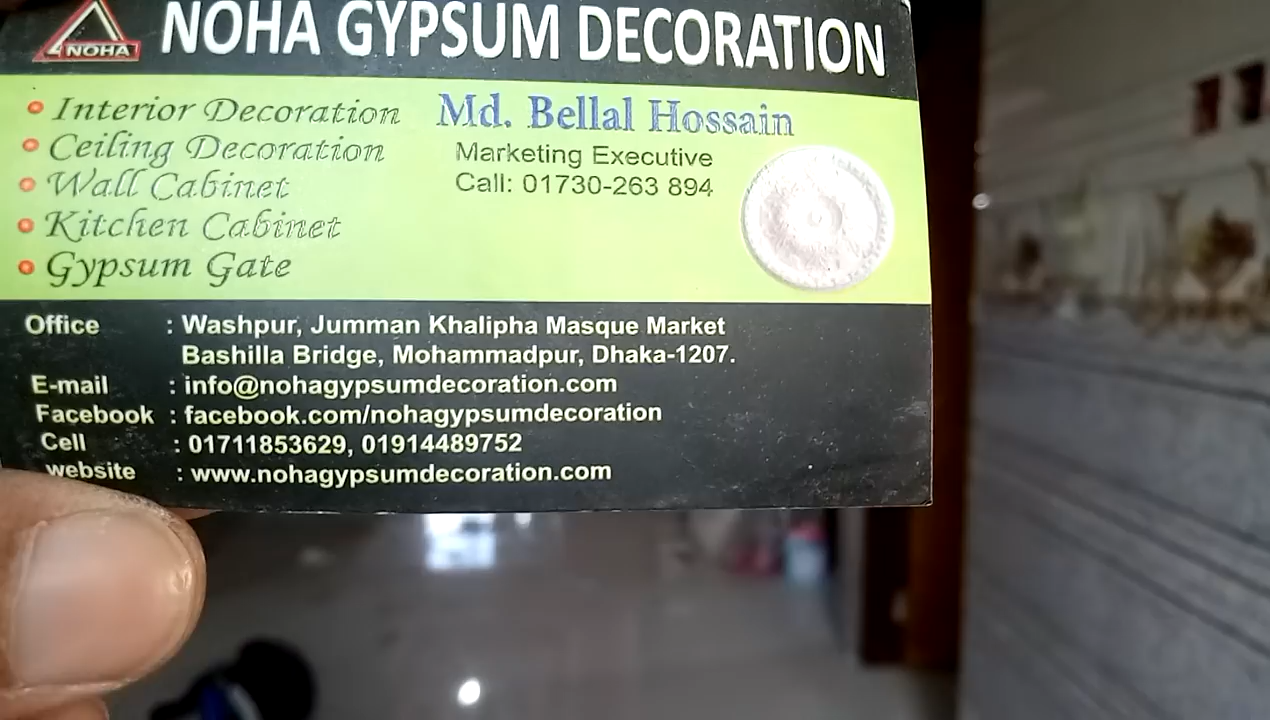 NOHA
NOHA GYPSUM DECORATION
Interior Decoration
Ceiling Decoration
Wall Cabinet
Kitchen Cabinet
Gypsum Gate
Md. Bellal Hossain
Marketing Executive
Call: 01730-263 894
Office : Washpur, Jumman Khalipha Masque Market
Bashilla Bridge, Mohammadpur, Dhaka-1207.
E-mail : info@nohagypsumdecoration.com
Facebook : facebook.com/nohagypsumdecoration
Cell : 01711853629, 01914489752
website : www.nohagypsumdecoration.com